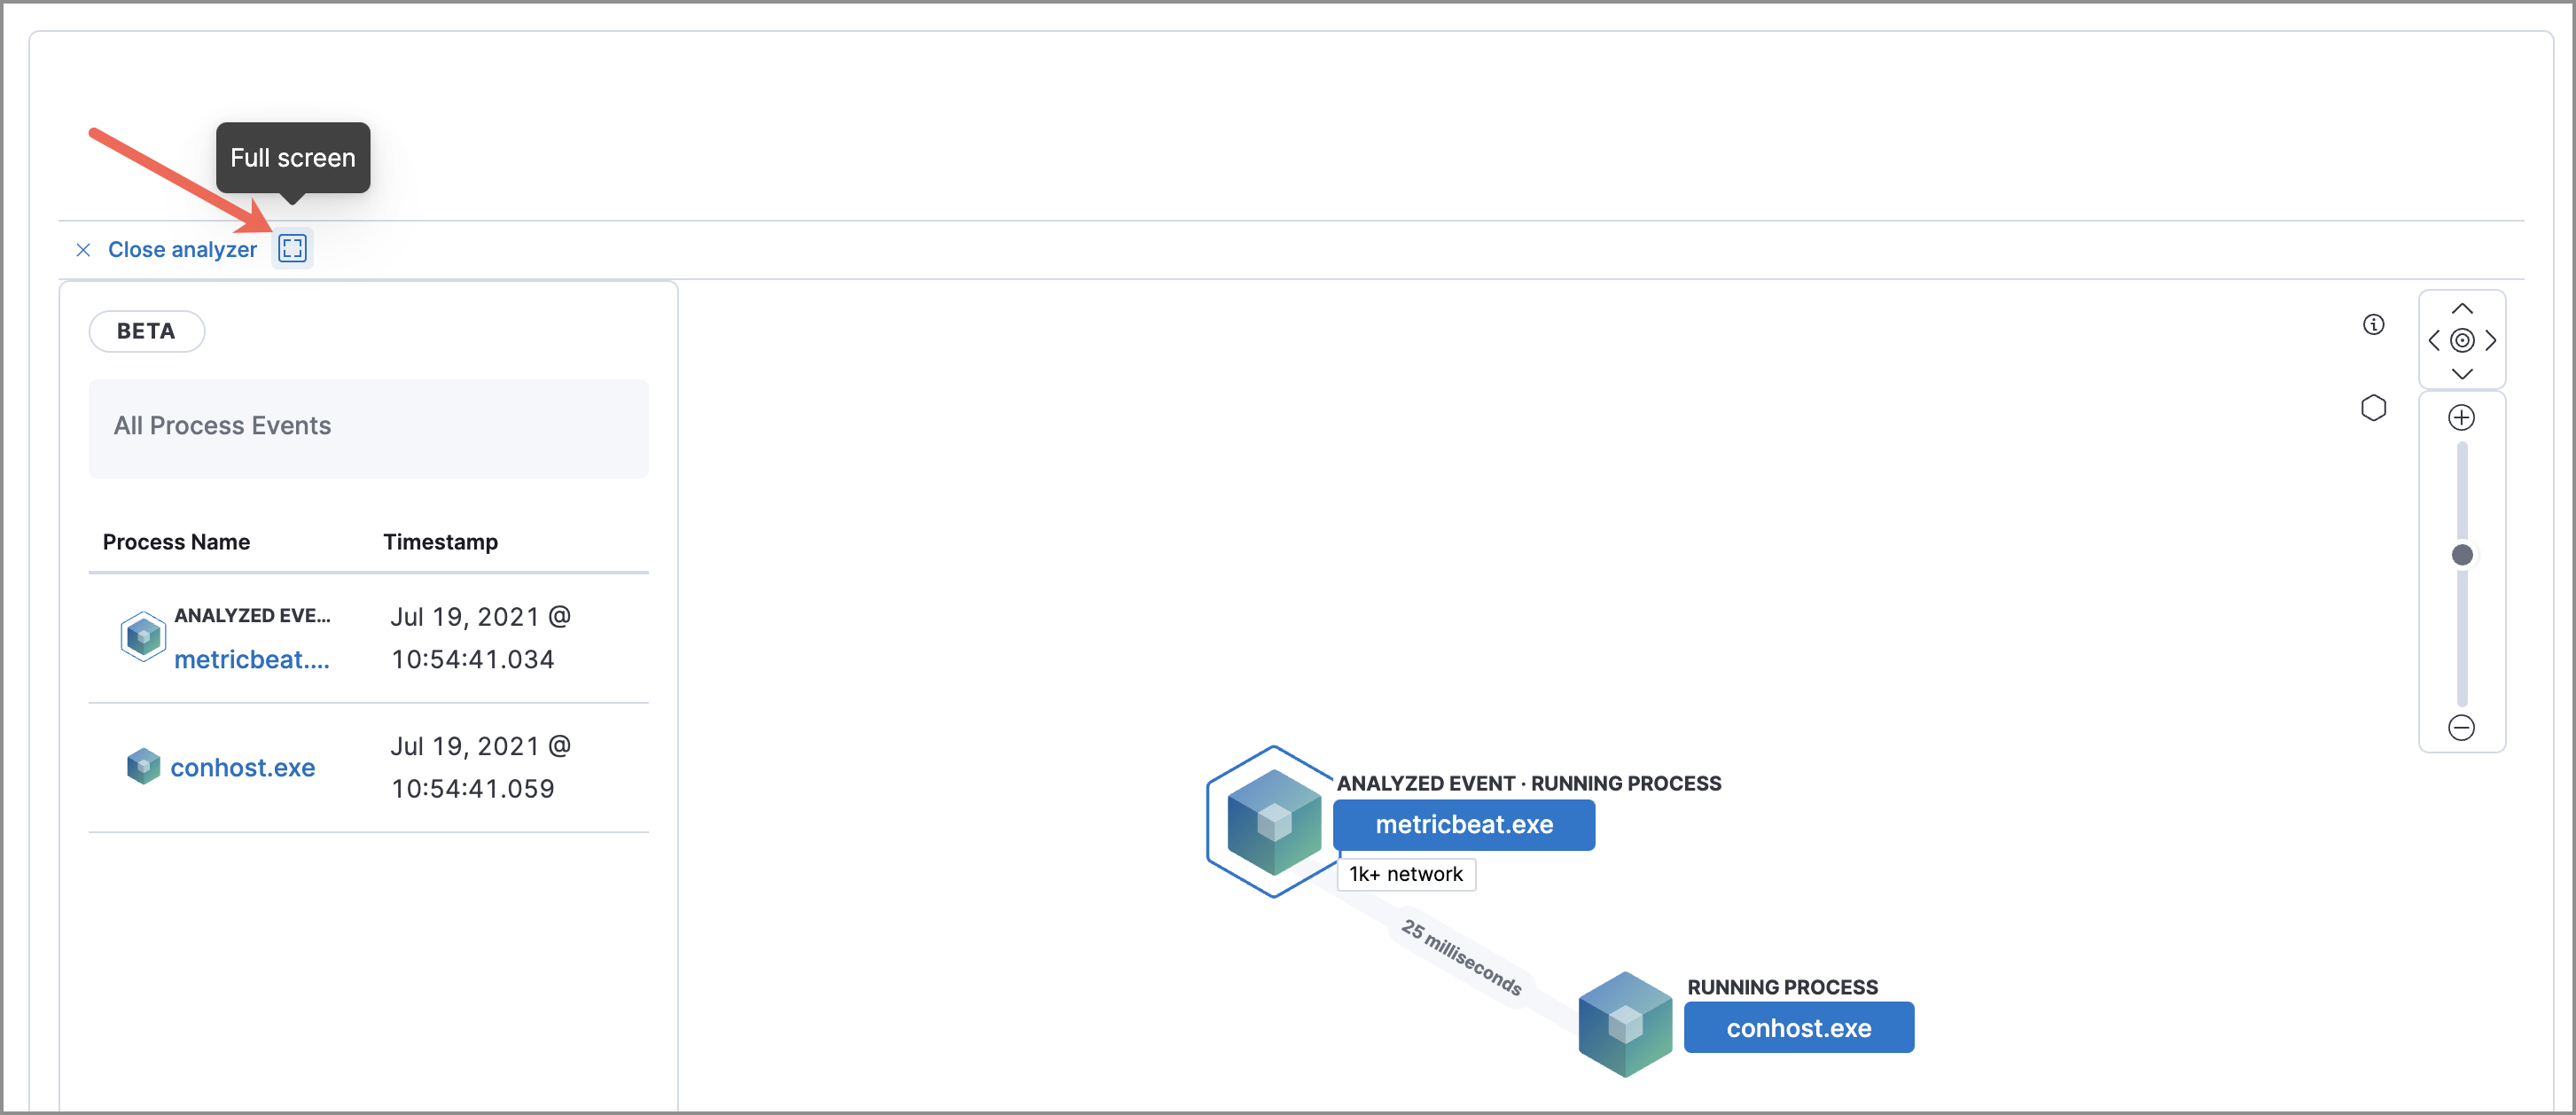 Full screen
Close analyzer
BETA
All Process Events
Process Name Timestamp
ANALYZED EVE...
metricbeat....
Jul 19, 2021 @
10:54:41.034
conhost.exe
Jul 19, 2021 @
10:54:41.059
ANALYZED EVENT · RUNNING PROCESS
metricbeat.exe
1k+ network
25 milliseconds
RUNNING PROCESS
conhost.exe